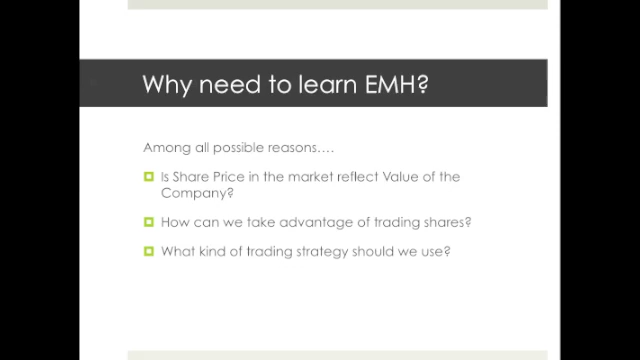 Why need to learn EMH?
Among all possible reasons….
Is Share Price in the market reflect Value of the
Company?
How can we take advantage of trading shares?
What kind of trading strategy should we use?